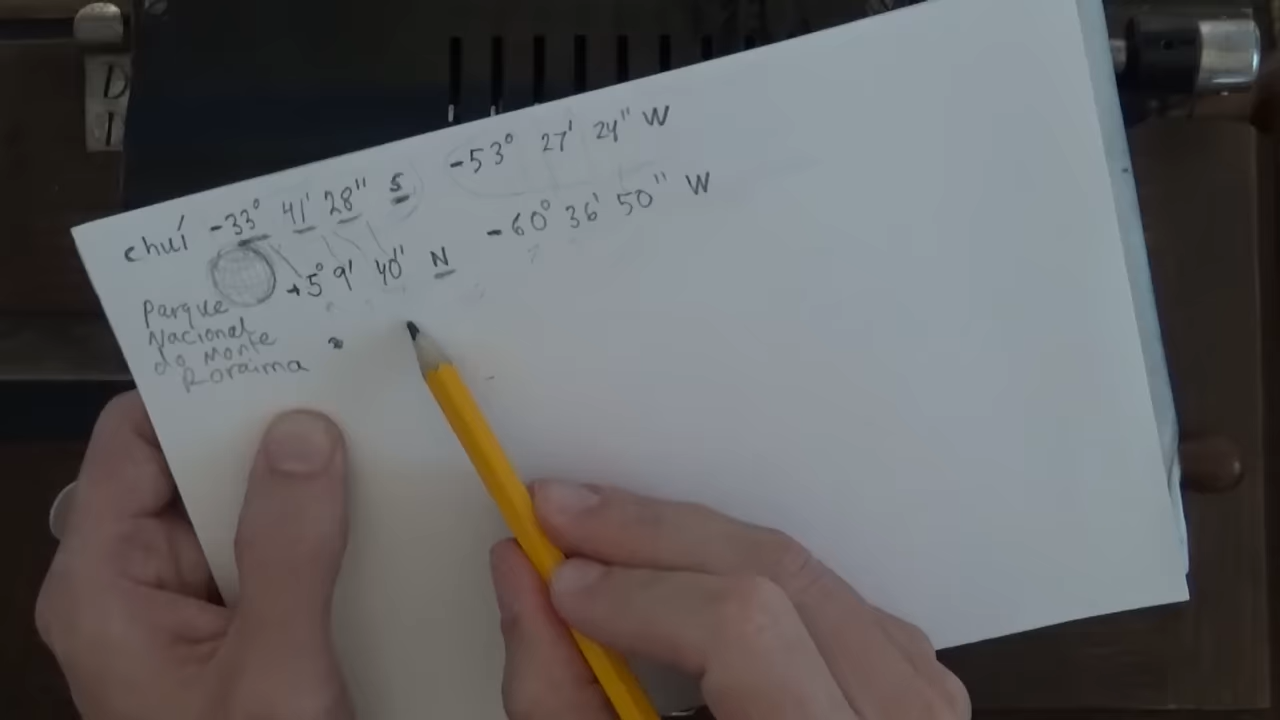 chuí -33° 41' 28" S -53° 27' 24" W
+5° 9' 40" N -60° 36' 50" W
Parque
Nacional
do Monte
Roraima
D